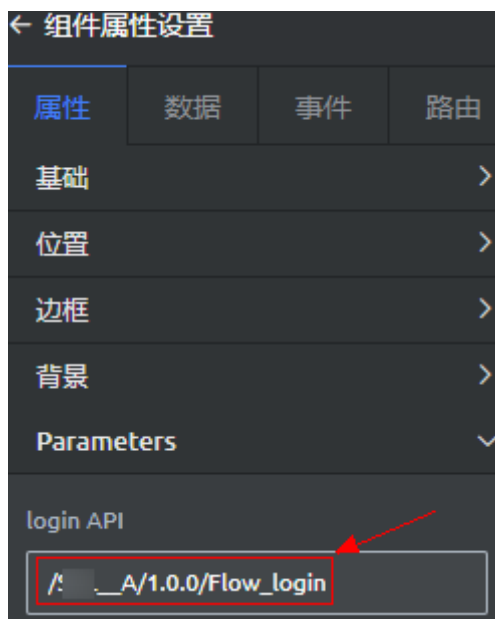 ← 组件属性设置
属性 数据 事件 路由
基础
位置
边框
背景
Parameters
login API
__A/1.0.0/Flow_login